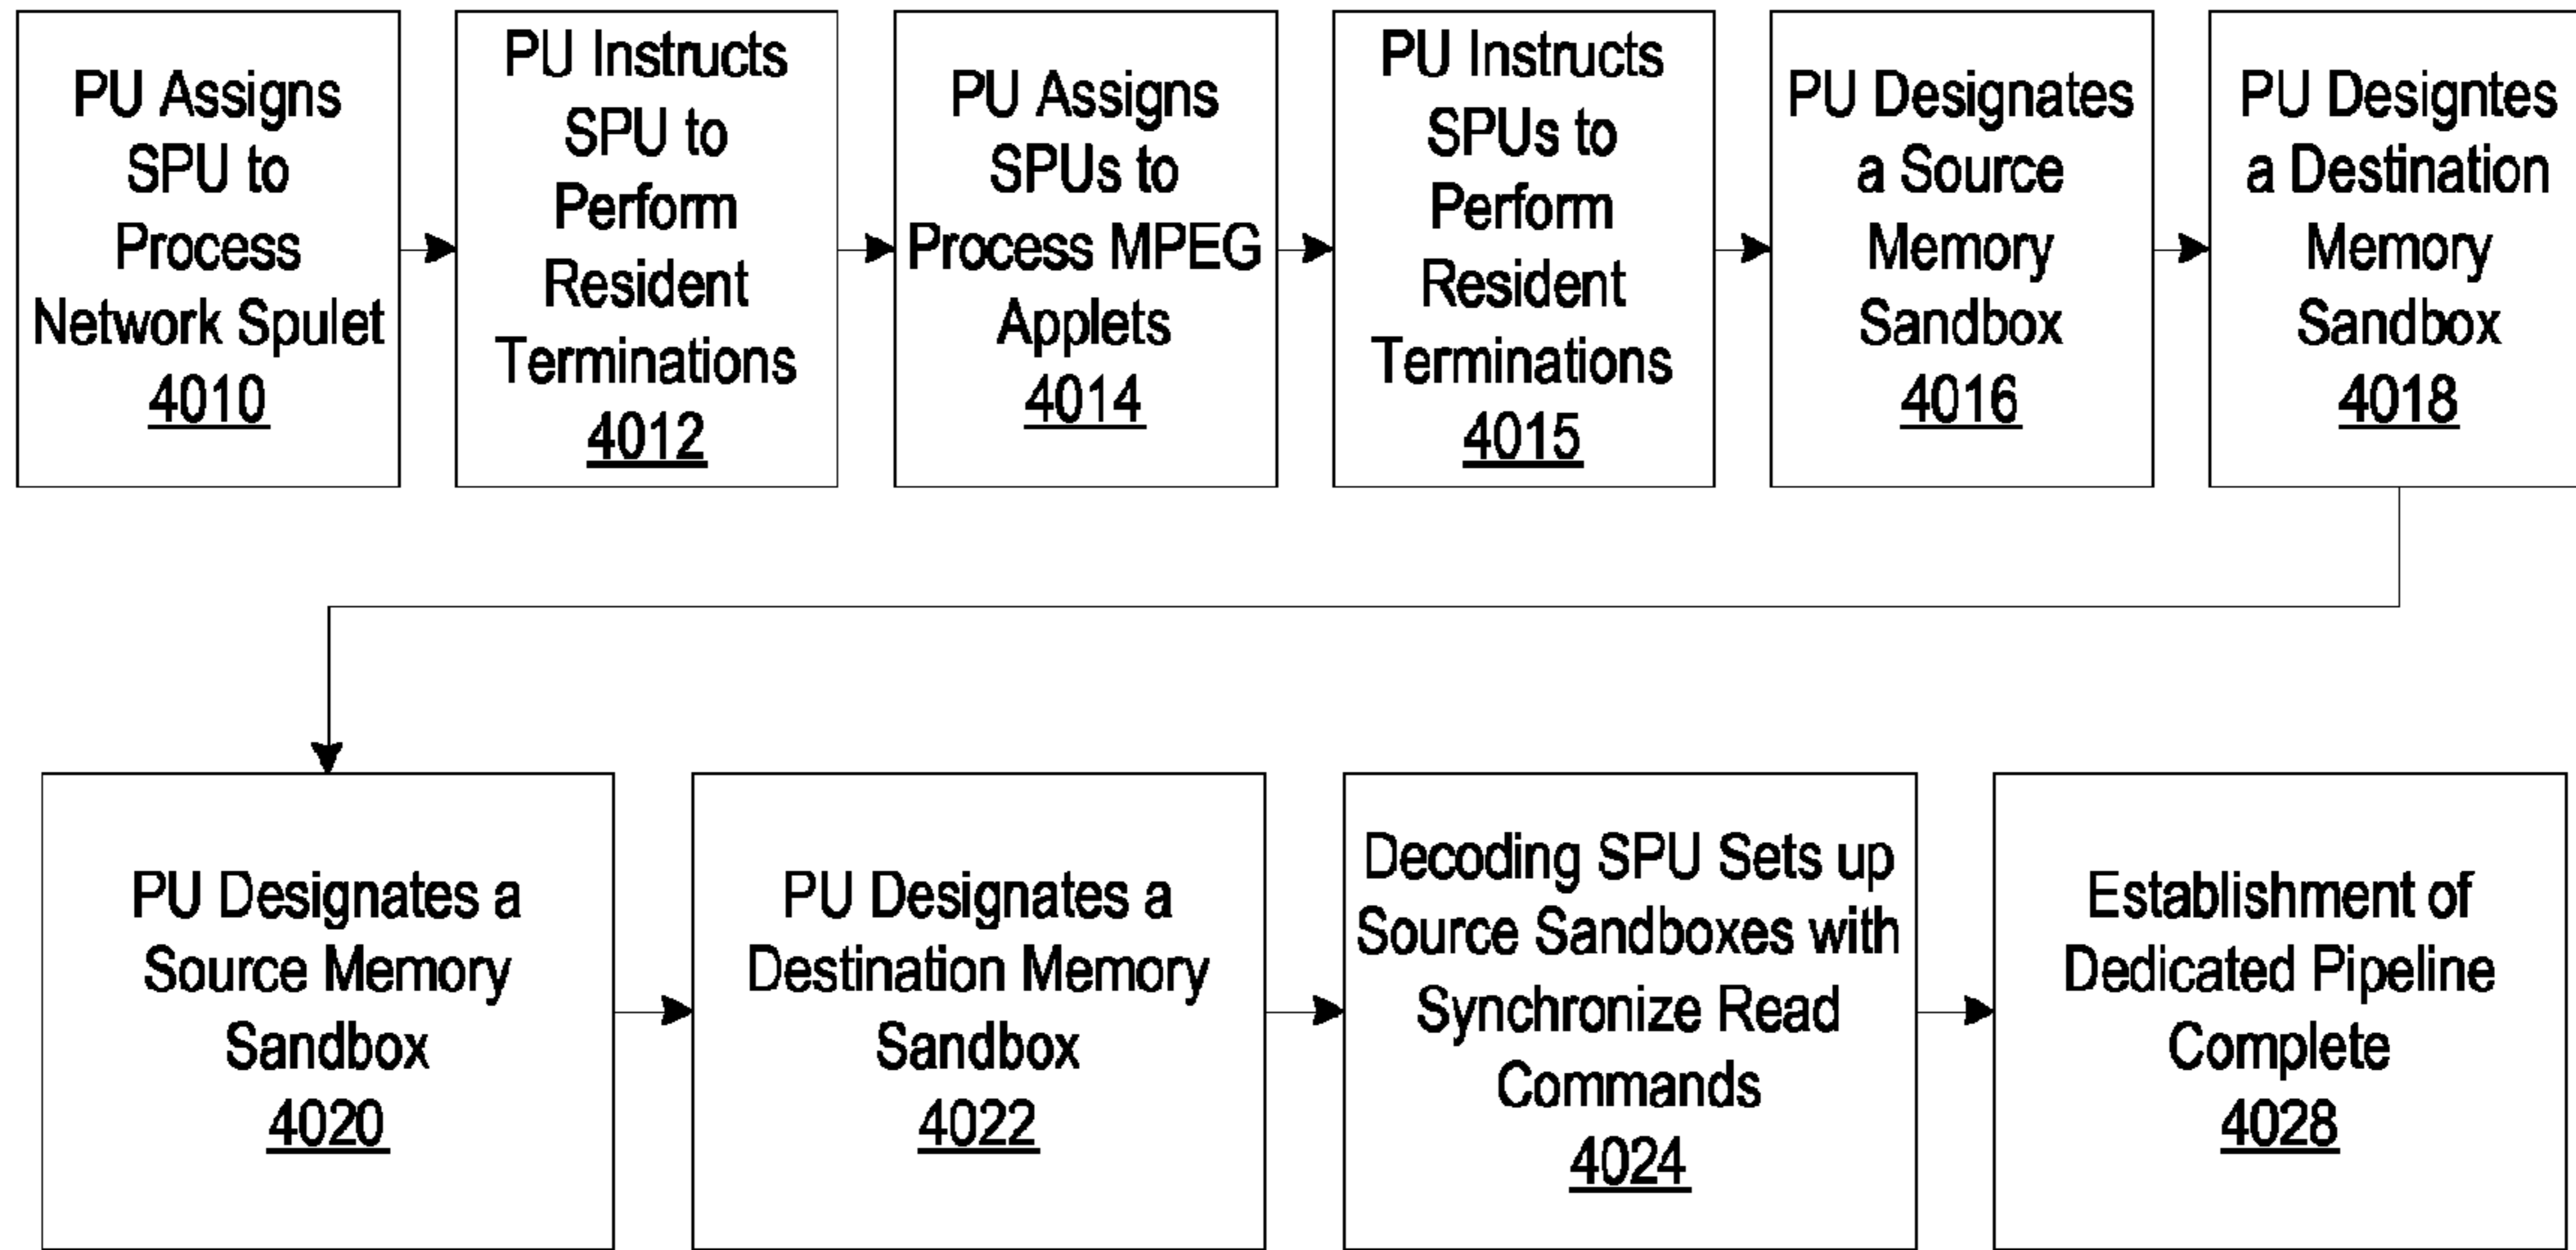 PU Assigns
SPU to
Process
Network Spulet
4010
PU Instructs
SPU to
Perform
Resident
Terminations
4012
PU Assigns
SPUs to
Process MPEG
Applets
4014
PU Instructs
SPUs to
Perform
Resident
Terminations
4015
PU Designates
a Source
Memory
Sandbox
4016
PU Designtes
a Destination
Memory
Sandbox
4018
PU Designates a
Source Memory
Sandbox
4020
PU Designates a
Destination Memory
Sandbox
4022
Decoding SPU Sets up
Source Sandboxes with
Synchronize Read
Commands
4024
Establishment of
Dedicated Pipeline
Complete
4028